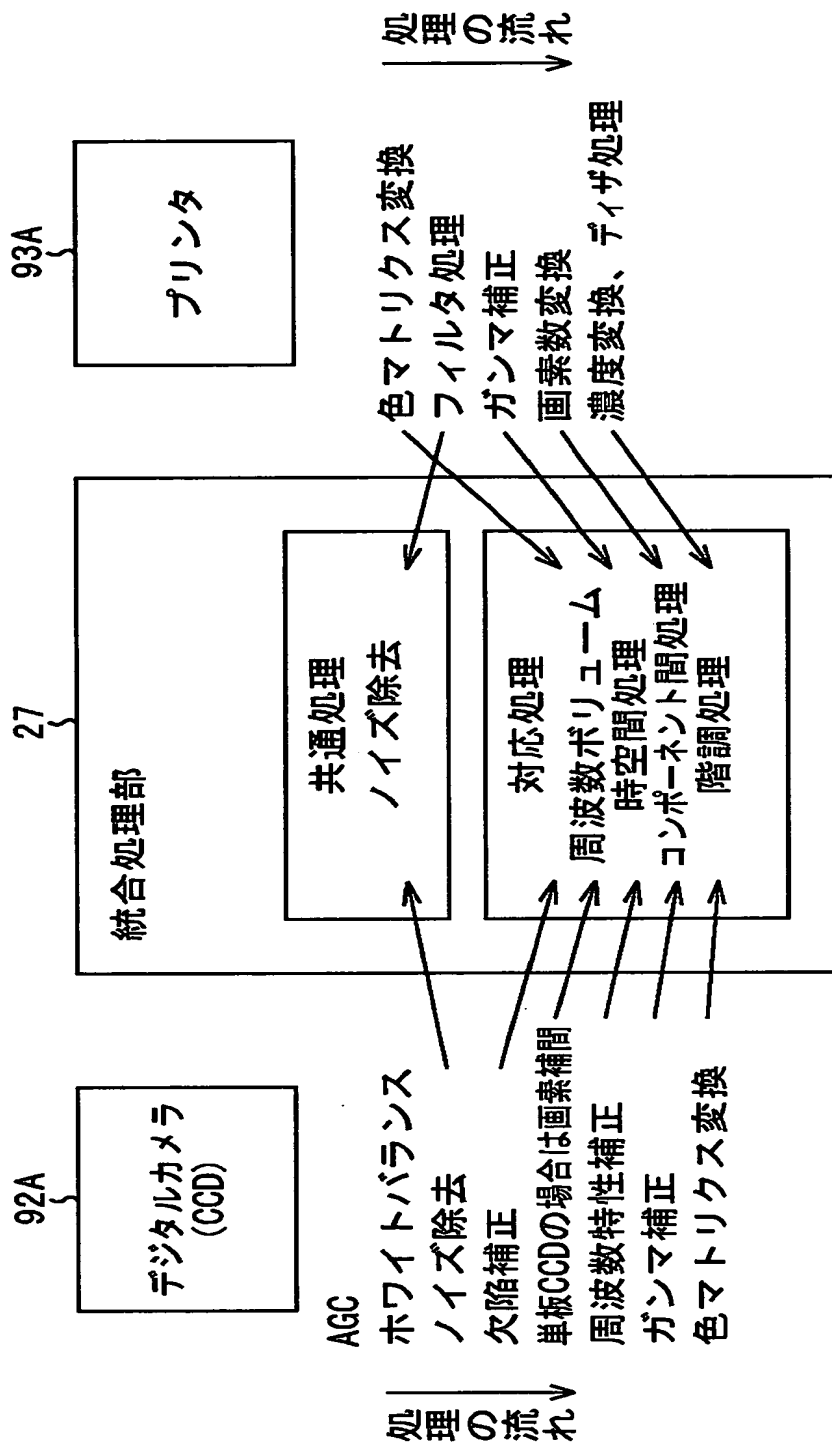 92A
デジタルカメラ
(CCD)
AGC
ホワイトバランス
ノイズ除去
欠陥補正
単板CCDの場合は画素補間
周波数特性補正
ガンマ補正
色マトリクス変換
処理の流れ
27
統合処理部
共通処理
ノイズ除去
対応処理
周波数ボリューム
時空間処理
コンポーネント間処理
階調処理
93A
プリンタ
色マトリクス変換
フィルタ処理
ガンマ補正
画素数変換
濃度変換、ディザ処理
処理の流れ